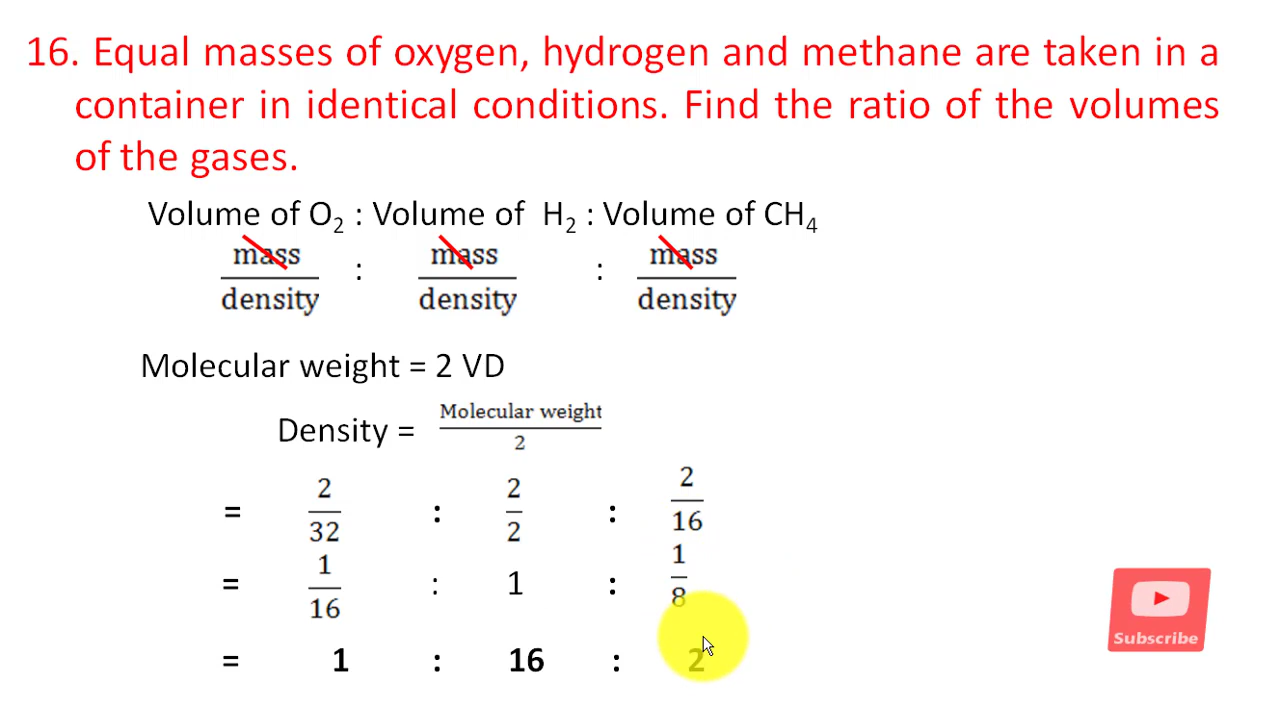 16. Equal masses of oxygen, hydrogen and methane are taken in a
container in identical conditions. Find the ratio of the volumes
of the gases.
Volume of O₂ : Volume of H₂ : Volume of CH₄
mass : mass : mass
density density density
Molecular weight = 2 VD
Density = Molecular weight
2
= 2/32 : 2/2 : 2/16
= 1/16 : 1 : 1/8
= 1 : 16 : 2
Subscribe